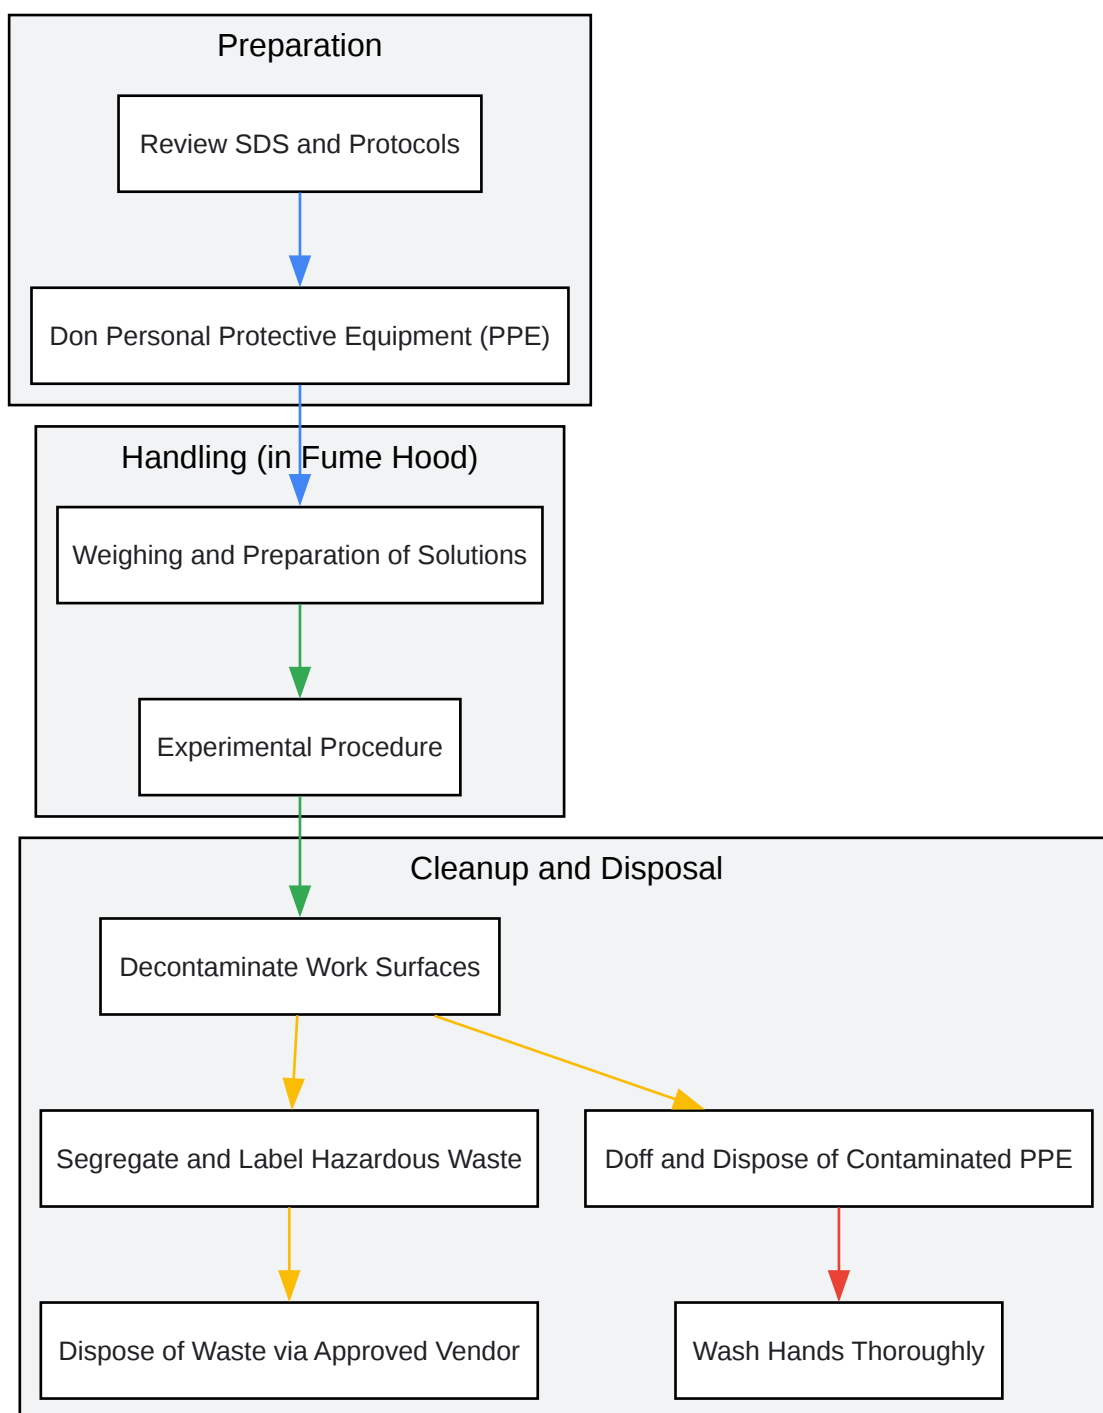 Preparation
Review SDS and Protocols
Don Personal Protective Equipment (PPE)
Handling (in Fume Hood)
Weighing and Preparation of Solutions
Experimental Procedure
Cleanup and Disposal
Decontaminate Work Surfaces
Segregate and Label Hazardous Waste
Doff and Dispose of Contaminated PPE
Dispose of Waste via Approved Vendor
Wash Hands Thoroughly